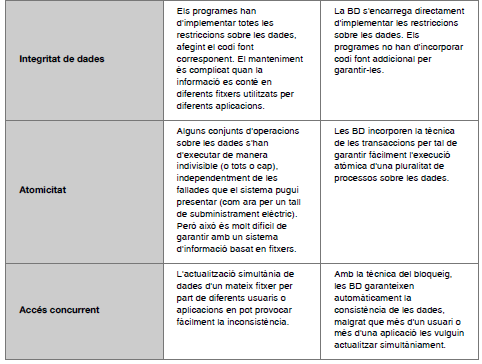 Integritat de dades
Els programes han
d'implementar totes les
restriccions sobre les dades,
afegint el codi font
corresponent. El manteniment
és complicat quan la
informació es conté en
diferents fitxers utilitzats per
diferents aplicacions.
La BD s'encarrega directament
d'implementar les restriccions
sobre les dades. Els
programes no han d'incorporar
codi font addicional per
garantir-les.
Atomicitat
Alguns conjunts d'operacions
sobre les dades s'han
d'executar de manera
indivisible (o tots o cap),
independentment de les
fallades que el sistema pugui
presentar (com ara per un tall
de subministrament elèctric).
Però això és molt difícil de
garantir amb un sistema
d'informació basat en fitxers.
Les BD incorporen la tècnica
de les transaccions per tal de
garantir fàcilment l'execució
atòmica d'una pluralitat de
processos sobre les dades.
Accés concurrent
L'actualització simultània de
dades d'un mateix fitxer per
part de diferents usuaris o
aplicacions en pot provocar
fàcilment la inconsistència.
Amb la tècnica del bloqueig,
les BD garanteixen
automàticament la
consistència de les dades,
malgrat que més d'un usuari o
més d'una aplicació les vulguin
actualitzar simultàniament.